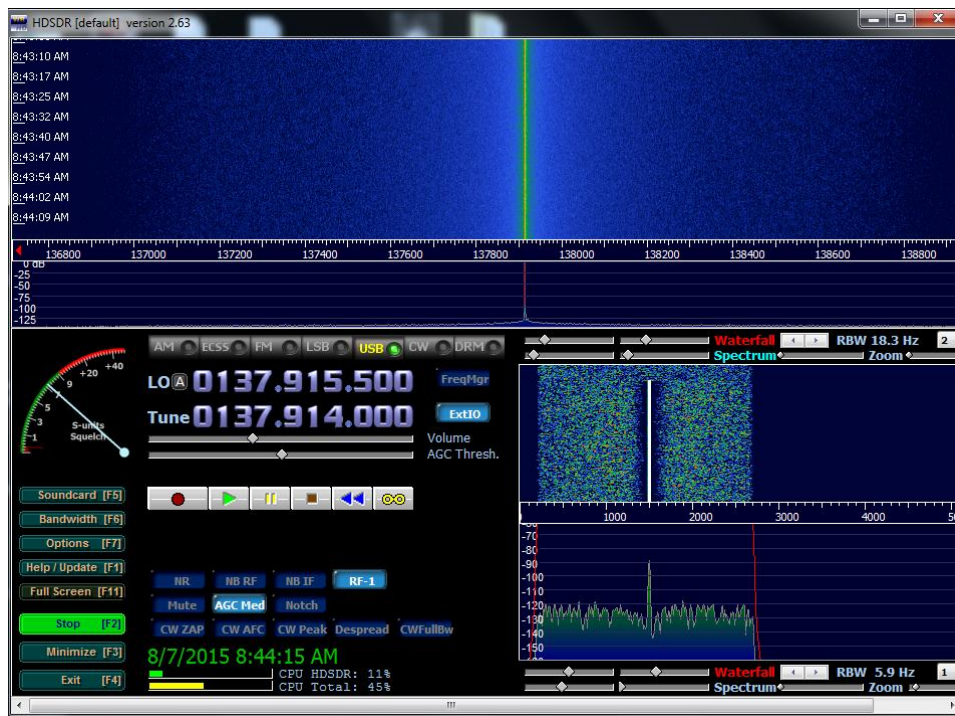 HDSDR [default] version 2.63
8:43:10 AM
8:43:17 AM
8:43:25 AM
8:43:32 AM
8:43:40 AM
8:43:47 AM
8:43:54 AM
8:44:02 AM
8:44:09 AM
136800 137000 137200 137400 137600 137800 138000 138200 138400 138600 138800
0 dB
-25
-50
-75
-100
-125
AM ECSS FM LSB USB CW DRM
Waterfall RBW 18.3 Hz 2
Spectrum Zoom
+40
+20
9
7
5
3
1
S-units
Squelch
LO A 0137.915.500 FreqMgr
Tune 0137.914.000 ExtIO
Volume
AGC Thresh.
Soundcard [F5]
Bandwidth [F6]
Options [F7]
Help / Update [F1]
Full Screen [F11]
Stop [F2]
Minimize [F3]
Exit [F4]
NR NB RF NB IF RF-1
Mute AGC Med Notch
CW ZAP CW AFC CW Peak Despread CWFullBw
8/7/2015 8:44:15 AM
CPU HDSDR: 11%
CPU Total: 45%
1000 2000 3000 4000
-70
-80
-90
-100
-110
-120
-130
-140
-150
Waterfall RBW 5.9 Hz 1
Spectrum Zoom